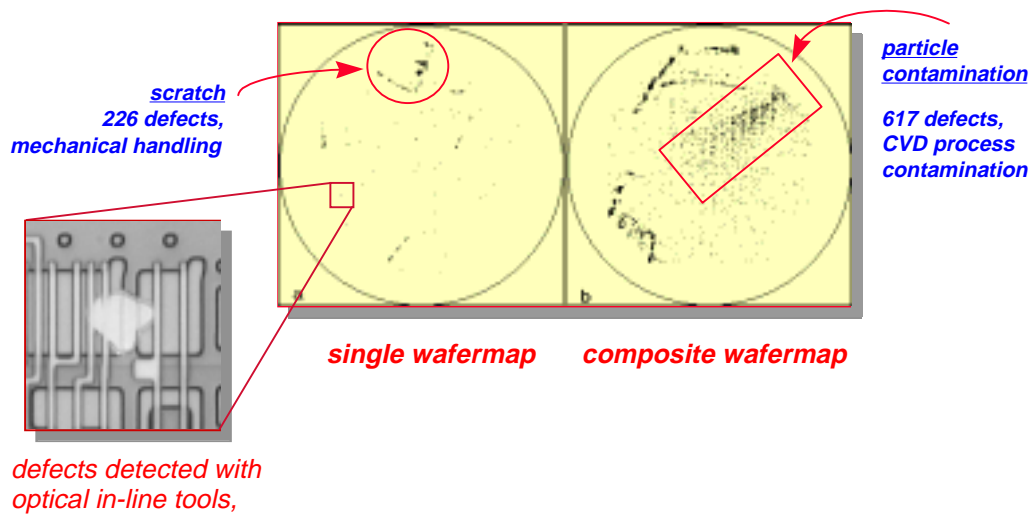 scratch
226 defects,
mechanical handling
particle
contamination
617 defects,
CVD process
contamination
a
b
single wafermap
composite wafermap
defects detected with
optical in-line tools,